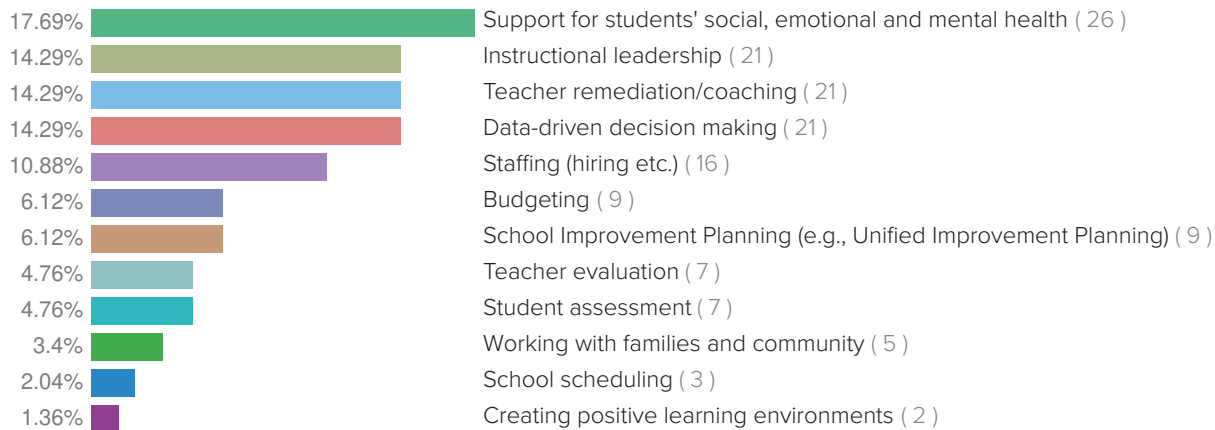 17.69% Support for students' social, emotional and mental health ( 26 )
14.29% Instructional leadership ( 21 )
14.29% Teacher remediation/coaching ( 21 )
14.29% Data-driven decision making ( 21 )
10.88% Staffing (hiring etc.) ( 16 )
6.12% Budgeting ( 9 )
6.12% School Improvement Planning (e.g., Unified Improvement Planning) ( 9 )
4.76% Teacher evaluation ( 7 )
4.76% Student assessment ( 7 )
3.4% Working with families and community ( 5 )
2.04% School scheduling ( 3 )
1.36% Creating positive learning environments ( 2 )